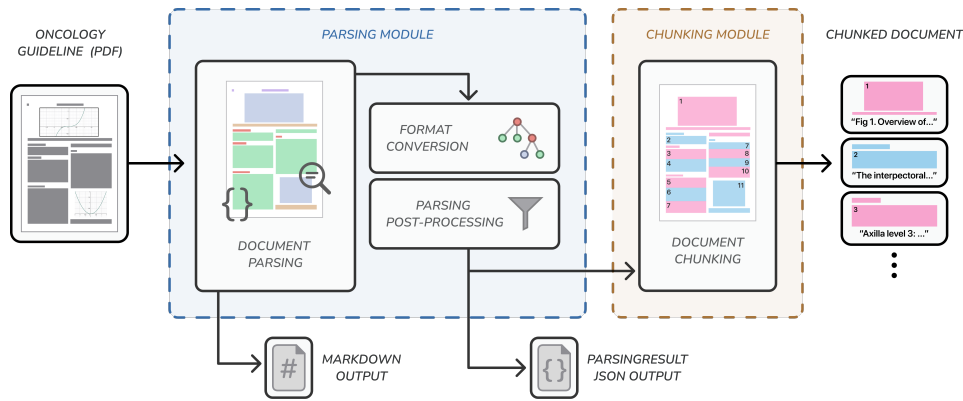 ONCOLOGY
GUIDELINE (PDF)
PARSING MODULE
CHUNKING MODULE
CHUNKED DOCUMENT
DOCUMENT
PARSING
{}
FORMAT
CONVERSION
PARSING
POST-PROCESSING
1
2
3
4
5
6
7
7
8
9
10
11
DOCUMENT
CHUNKING
1
"Fig 1. Overview of..."
2
"The interpectoral..."
3
"Axilla level 3: ..."
#
MARKDOWN
OUTPUT
{}
PARSINGRESULT
JSON OUTPUT